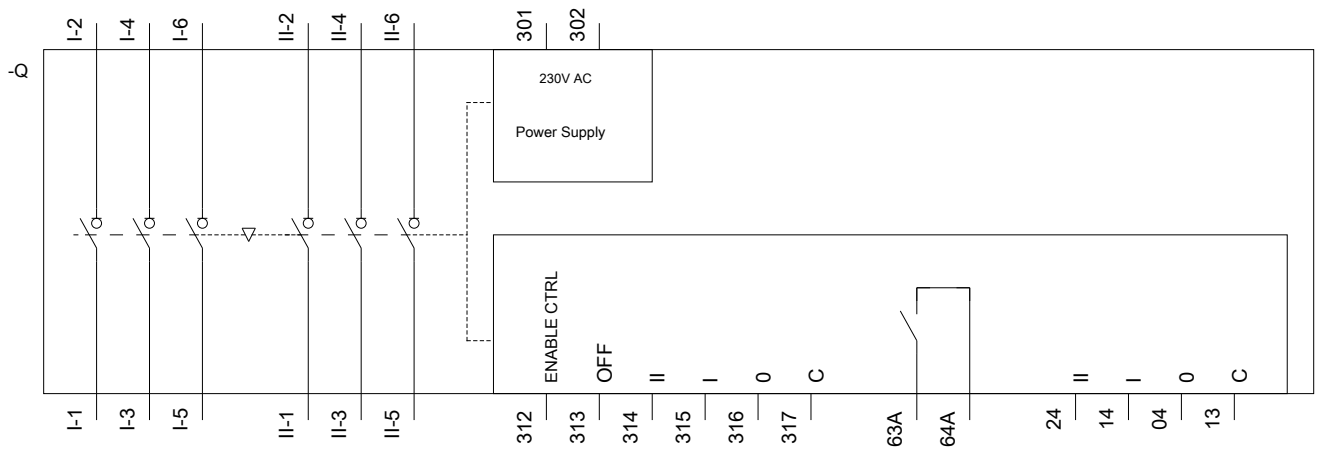 I-2
I-4
I-6
II-2
II-4
II-6
301
302
-Q
230V AC
Power Supply
ENABLE CTRL
OFF
II
I
0
C
II
I
0
C
I-1
I-3
I-5
II-1
II-3
II-5
312
313
314
315
316
317
63A
64A
24
14
04
13